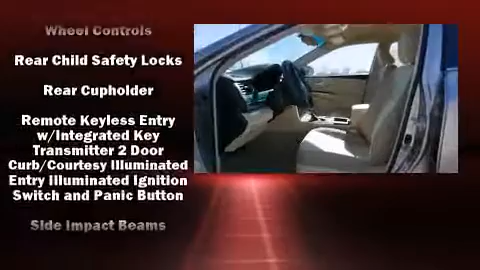 Wheel Controls
Rear Child Safety Locks
Rear Cupholder
Remote Keyless Entry
w/Integrated Key
Transmitter 2 Door
Curb/Courtesy Illuminated
Entry Illuminated Ignition
Switch and Panic Button
Side Impact Beams